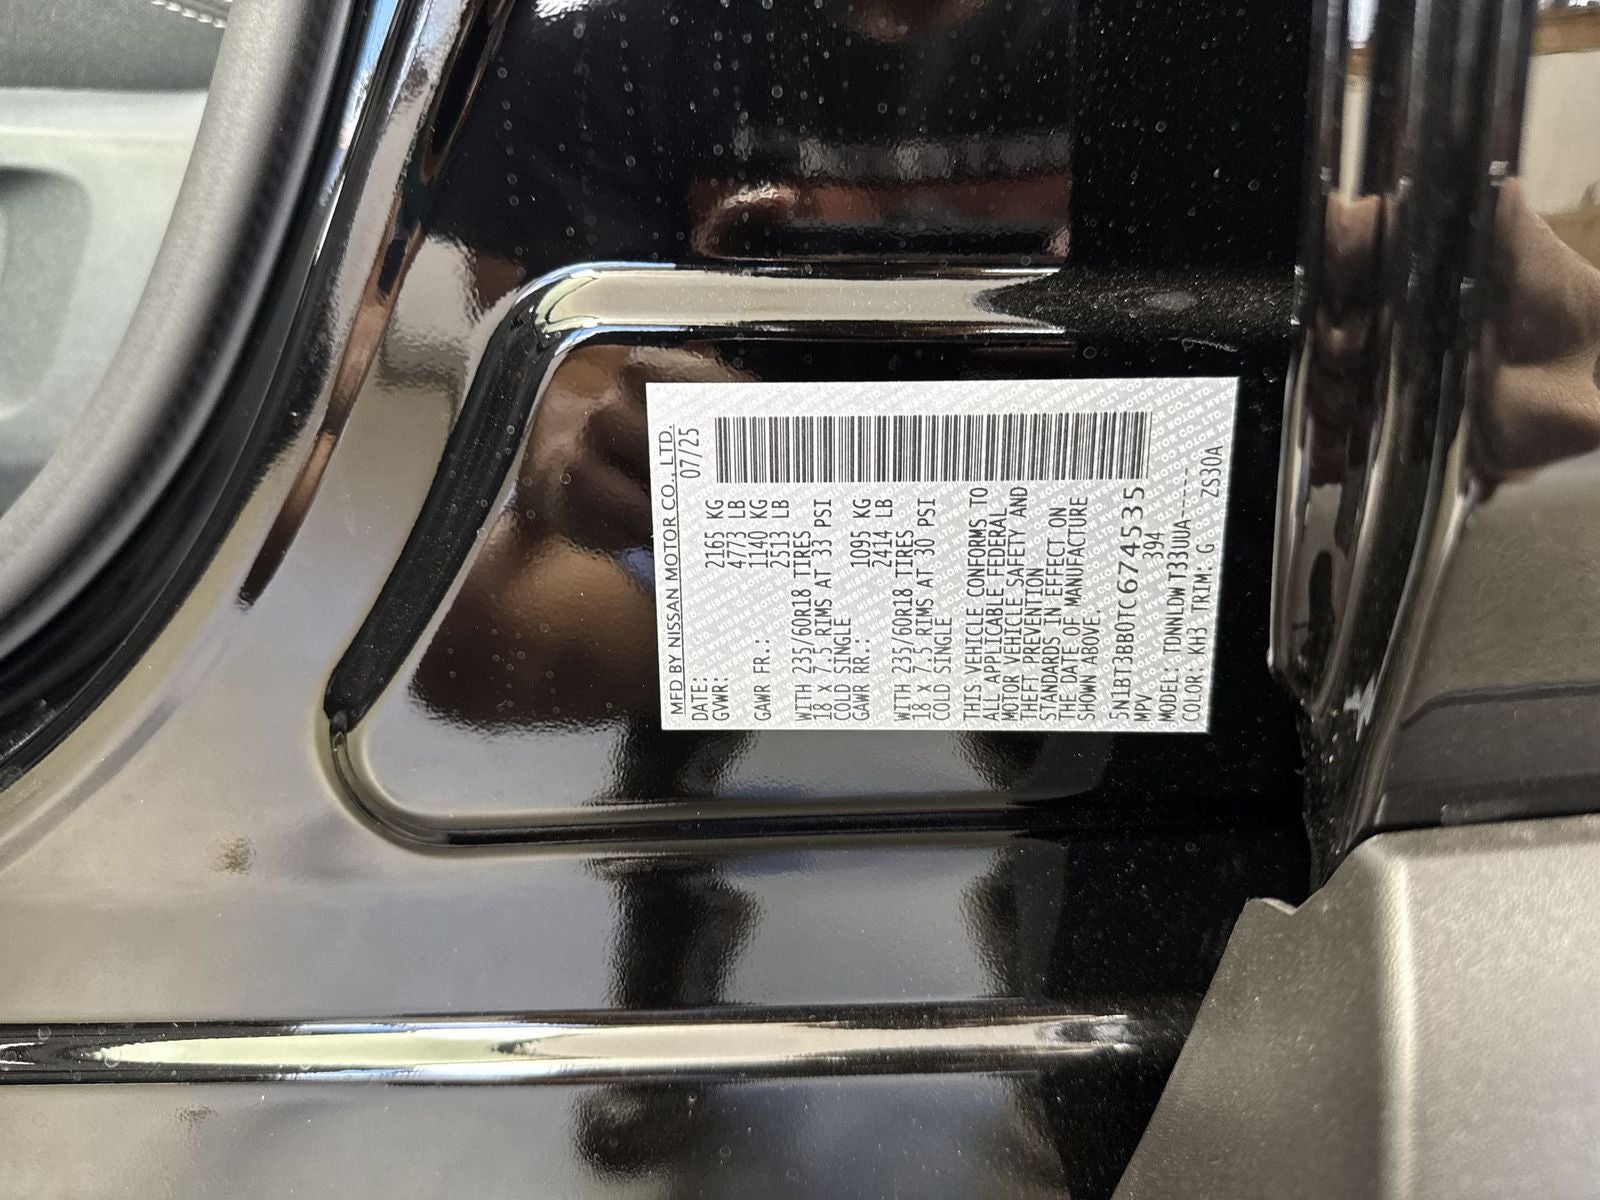 MFD BY NISSAN MOTOR CO., LTD.
DATE: 07/25
GVWR: 2165 KG
4773 LB
GAWR FR.: 1140 KG
2513 LB
WITH 235/60R18 TIRES
18 x 7.5 RIMS AT 33 PSI
COLD SINGLE
GAWR RR.: 1095 KG
2414 LB
WITH 235/60R18 TIRES
18 x 7.5 RIMS AT 30 PSI
COLD SINGLE
THIS VEHICLE CONFORMS TO
ALL APPLICABLE FEDERAL
MOTOR VEHICLE SAFETY AND
THEFT PREVENTION
STANDARDS IN EFFECT ON
THE DATE OF MANUFACTURE
SHOWN ABOVE.
5N1BT3BB0TC674535
MPV 394
MODEL: TDNNLDW T33UUA-----
COLOR: KH3 TRIM: G ZS30A